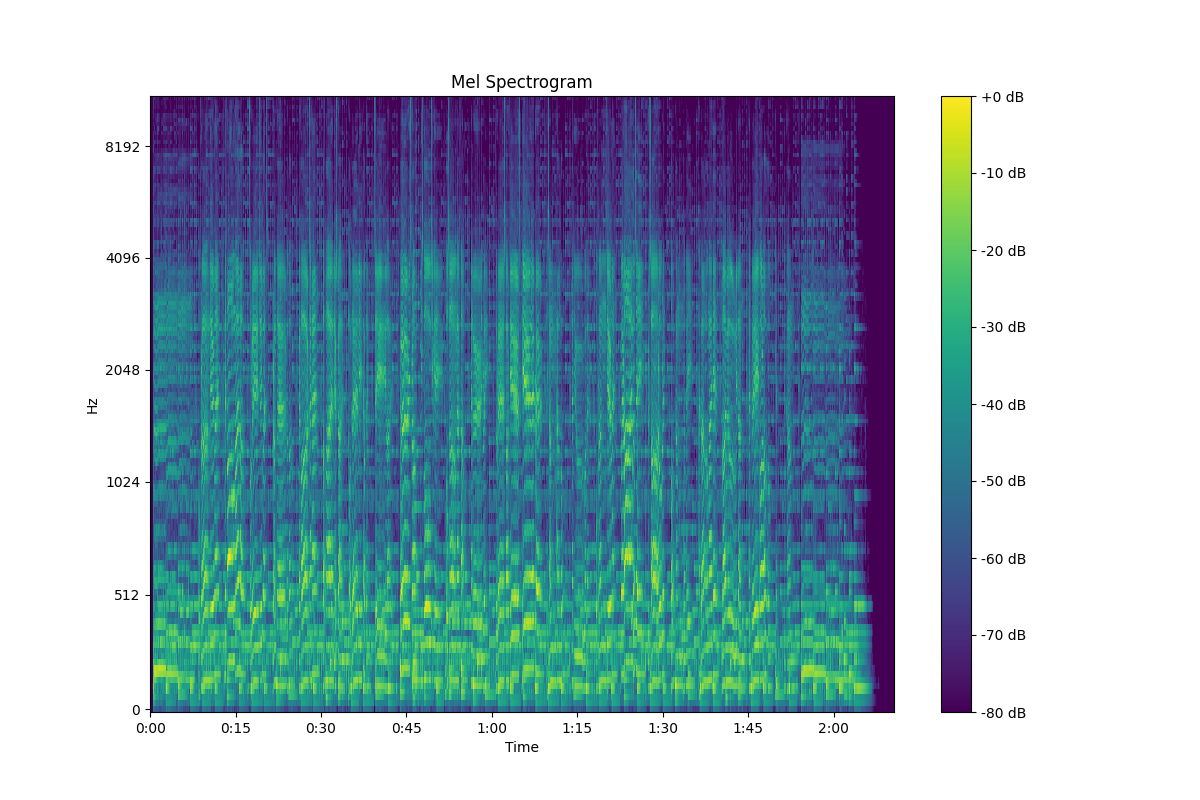 Mel Spectrogram
+0 dB
8192
-10 dB
-20 dB
4096
-30 dB
2048
-40 dB
Hz
1024
-50 dB
-60 dB
512
-70 dB
0
-80 dB
0:00 0:15 0:30 0:45 1:00 1:15 1:30 1:45 2:00
Time